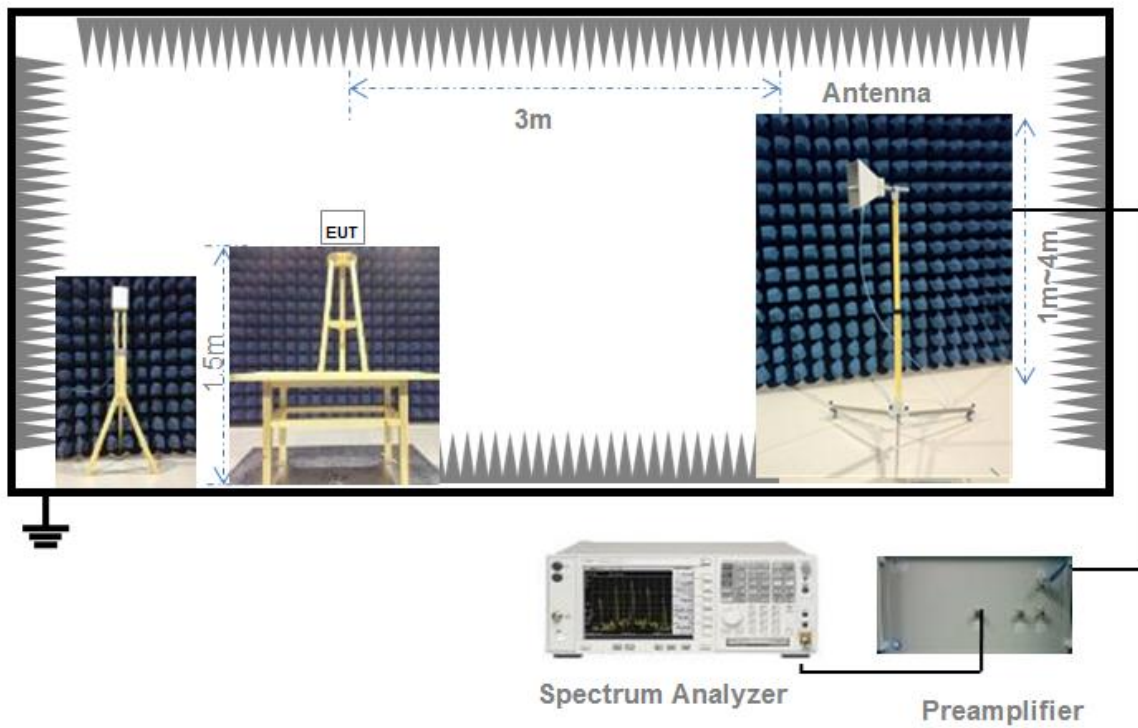 Antenna
3m
EUT
1.5m
1m~4m
Spectrum Analyzer
Preamplifier